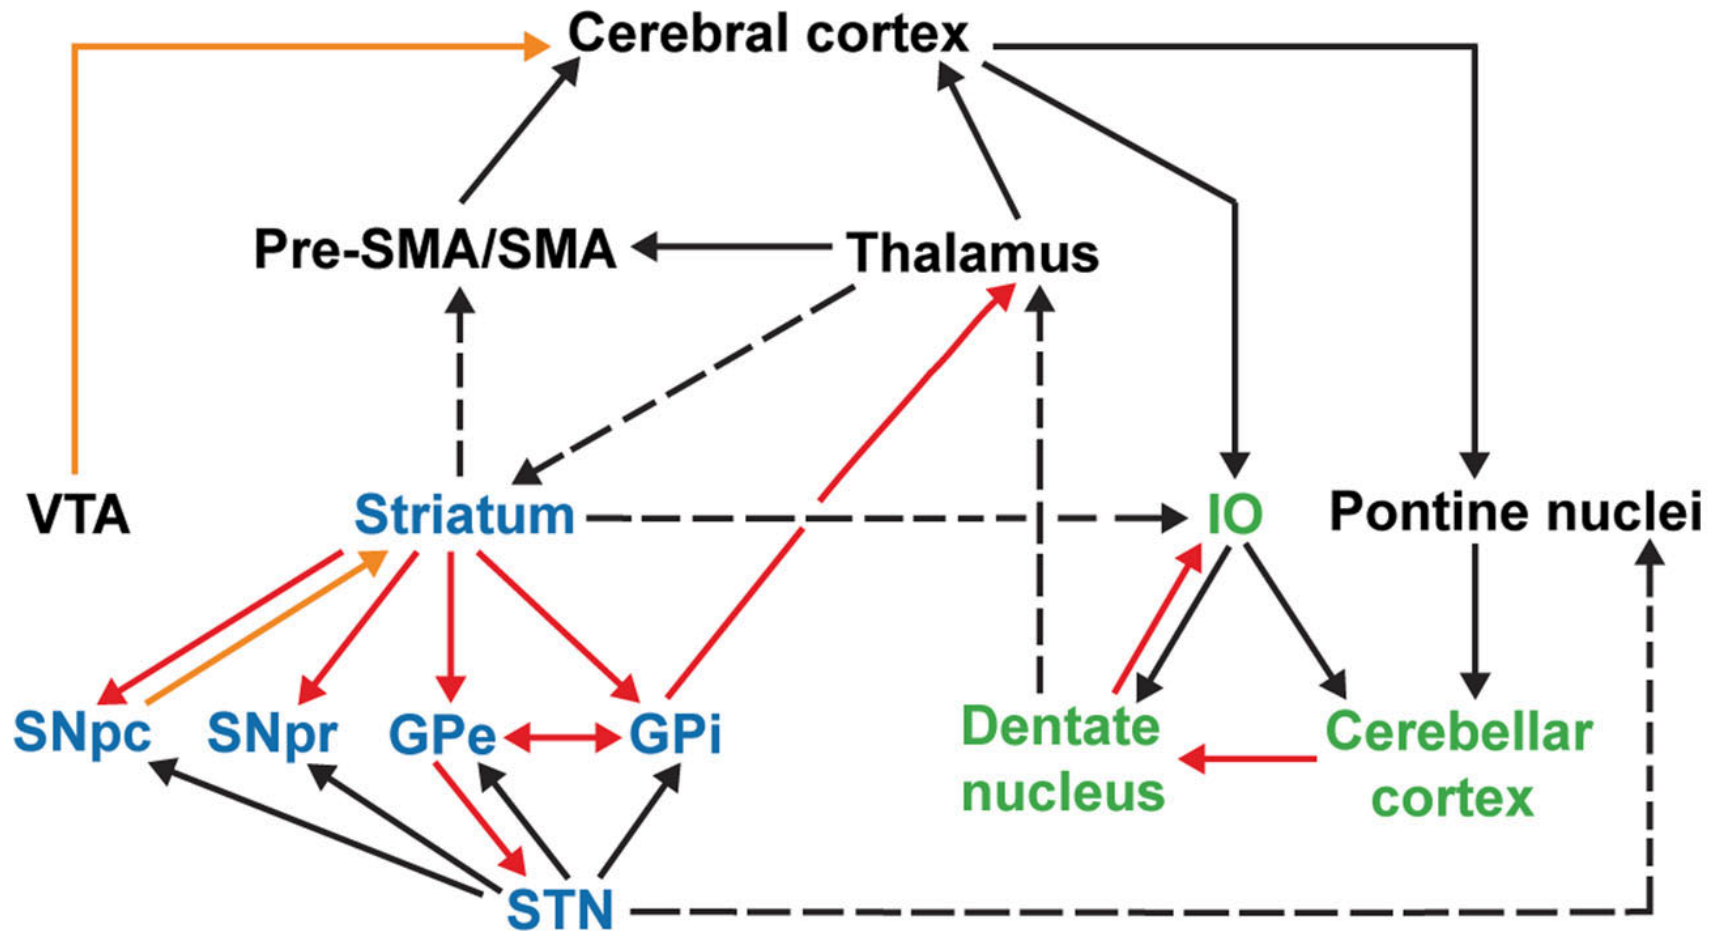 Cerebral cortex
Pre-SMA/SMA
Thalamus
VTA
Striatum
IO
Pontine nuclei
SNpc
SNpr
GPe
GPi
Dentate
nucleus
Cerebellar
cortex
STN